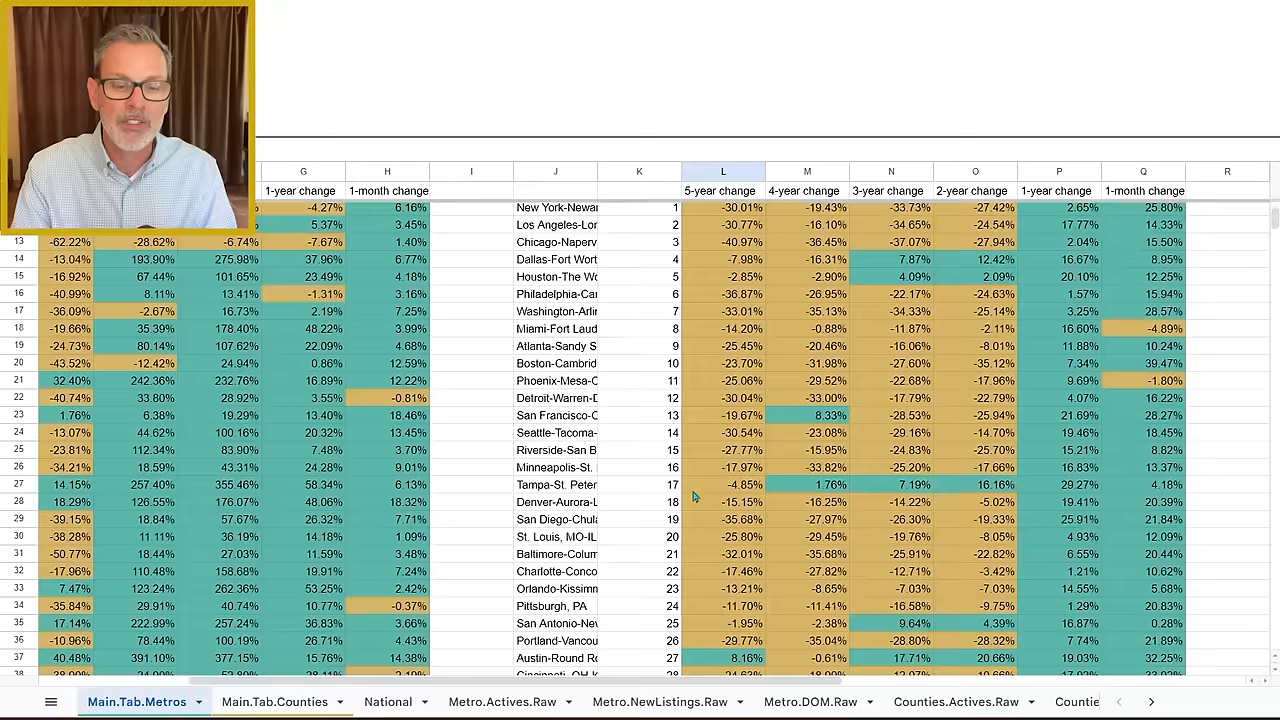 G H I J K L M N O P Q R
1-year change 1-month change 5-year change 4-year change 3-year change 2-year change 1-year change 1-month change
-4.27% 6.16% New York-Newar 1 -30.01% -19.43% -33.73% -27.42% 2.65% 25.80%
5.37% 3.45% Los Angeles-Lor 2 -30.77% -16.10% -34.65% -24.54% 17.77% 14.33%
13 -62.22% -28.62% -6.74% -7.67% 1.40% Chicago-Naperv 3 -40.97% -36.45% -37.07% -27.94% 2.04% 15.50%
14 -13.04% 193.90% 275.98% 37.96% 6.77% Dallas-Fort Wort 4 -7.98% -16.31% 7.87% 12.42% 16.67% 8.95%
15 -16.92% 67.44% 101.65% 23.49% 4.18% Houston-The Wo 5 -2.85% -2.90% 4.09% 2.09% 20.10% 12.25%
16 -40.99% 8.11% 13.41% -1.31% 3.16% Philadelphia-Car 6 -36.87% -26.95% -22.17% -24.63% 1.57% 15.94%
17 -36.09% -2.67% 16.73% 2.19% 7.25% Washington-Arlin 7 -33.01% -35.13% -34.33% -25.14% 3.25% 28.57%
18 -19.66% 35.39% 178.40% 48.22% 3.99% Miami-Fort Laud 8 -14.20% -0.88% -11.87% -2.11% 16.60% -4.89%
19 -24.73% 80.14% 107.62% 22.09% 4.68% Atlanta-Sandy S 9 -25.45% -20.46% -16.06% -8.01% 11.88% 10.24%
20 -43.52% -12.42% 24.94% 0.86% 12.59% Boston-Cambrid 10 -23.70% -31.98% -27.60% -35.12% 7.34% 39.47%
21 32.40% 242.36% 232.76% 16.89% 12.22% Phoenix-Mesa-C 11 -25.06% -29.52% -22.68% -17.96% 9.69% -1.80%
22 -40.74% 33.80% 28.92% 3.55% -0.81% Detroit-Warren-D 12 -30.04% -33.00% -17.79% -22.79% 4.07% 16.22%
23 1.76% 6.38% 19.29% 13.40% 18.46% San Francisco-C 13 -19.67% 8.33% -28.53% -25.94% 21.69% 28.27%
24 -13.07% 44.62% 100.16% 20.32% 13.45% Seattle-Tacoma- 14 -30.54% -23.08% -29.16% -14.70% 19.46% 18.45%
25 -23.81% 112.34% 83.90% 7.48% 3.70% Riverside-San B 15 -27.77% -15.95% -24.83% -25.70% 15.21% 8.82%
26 -34.21% 18.59% 43.31% 24.28% 9.01% Minneapolis-St. 16 -17.97% -33.82% -25.20% -17.66% 16.83% 13.37%
27 14.15% 257.40% 355.46% 58.34% 6.13% Tampa-St. Peter 17 -4.85% 1.76% 7.19% 16.16% 29.27% 4.18%
28 18.29% 126.55% 176.07% 48.06% 18.32% Denver-Aurora-L 18 -15.15% -16.25% -14.22% -5.02% 19.41% 20.39%
29 -39.15% 18.84% 57.67% 26.32% 7.71% San Diego-Chula 19 -35.68% -27.97% -26.30% -19.33% 25.91% 21.84%
30 -38.28% 11.11% 36.19% 14.18% 1.09% St. Louis, MO-IL 20 -25.80% -29.45% -19.76% -8.05% 4.93% 12.09%
31 -50.77% 18.44% 27.03% 11.59% 3.48% Baltimore-Colum 21 -32.01% -35.68% -25.91% -22.82% 6.55% 20.44%
32 -17.96% 110.48% 158.68% 19.91% 7.24% Charlotte-Conco 22 -17.46% -27.82% -12.71% -3.42% 1.21% 10.62%
33 7.47% 123.24% 262.36% 53.25% 2.42% Orlando-Kissimm 23 -13.21% -8.65% -7.03% -7.03% 14.55% 5.68%
34 -35.84% 29.91% 40.74% 10.77% -0.37% Pittsburgh, PA 24 -11.70% -11.41% -16.58% -9.75% 1.29% 20.83%
35 17.14% 222.99% 257.24% 36.83% 3.66% San Antonio-Nev 25 -1.95% -2.38% 9.64% 4.39% 16.87% 0.28%
36 -10.96% 78.44% 100.19% 26.71% 4.43% Portland-Vancou 26 -29.77% -35.04% -28.80% -28.32% 7.74% 21.89%
37 40.48% 391.10% 377.15% 15.76% 14.38% Austin-Round Ro 27 8.16% -0.61% 17.71% 20.66% 19.03% 32.25%
Main.Tab.Metros Main.Tab.Counties National Metro.Actives.Raw Metro.NewListings.Raw Metro.DOM.Raw Counties.Actives.Raw Countie